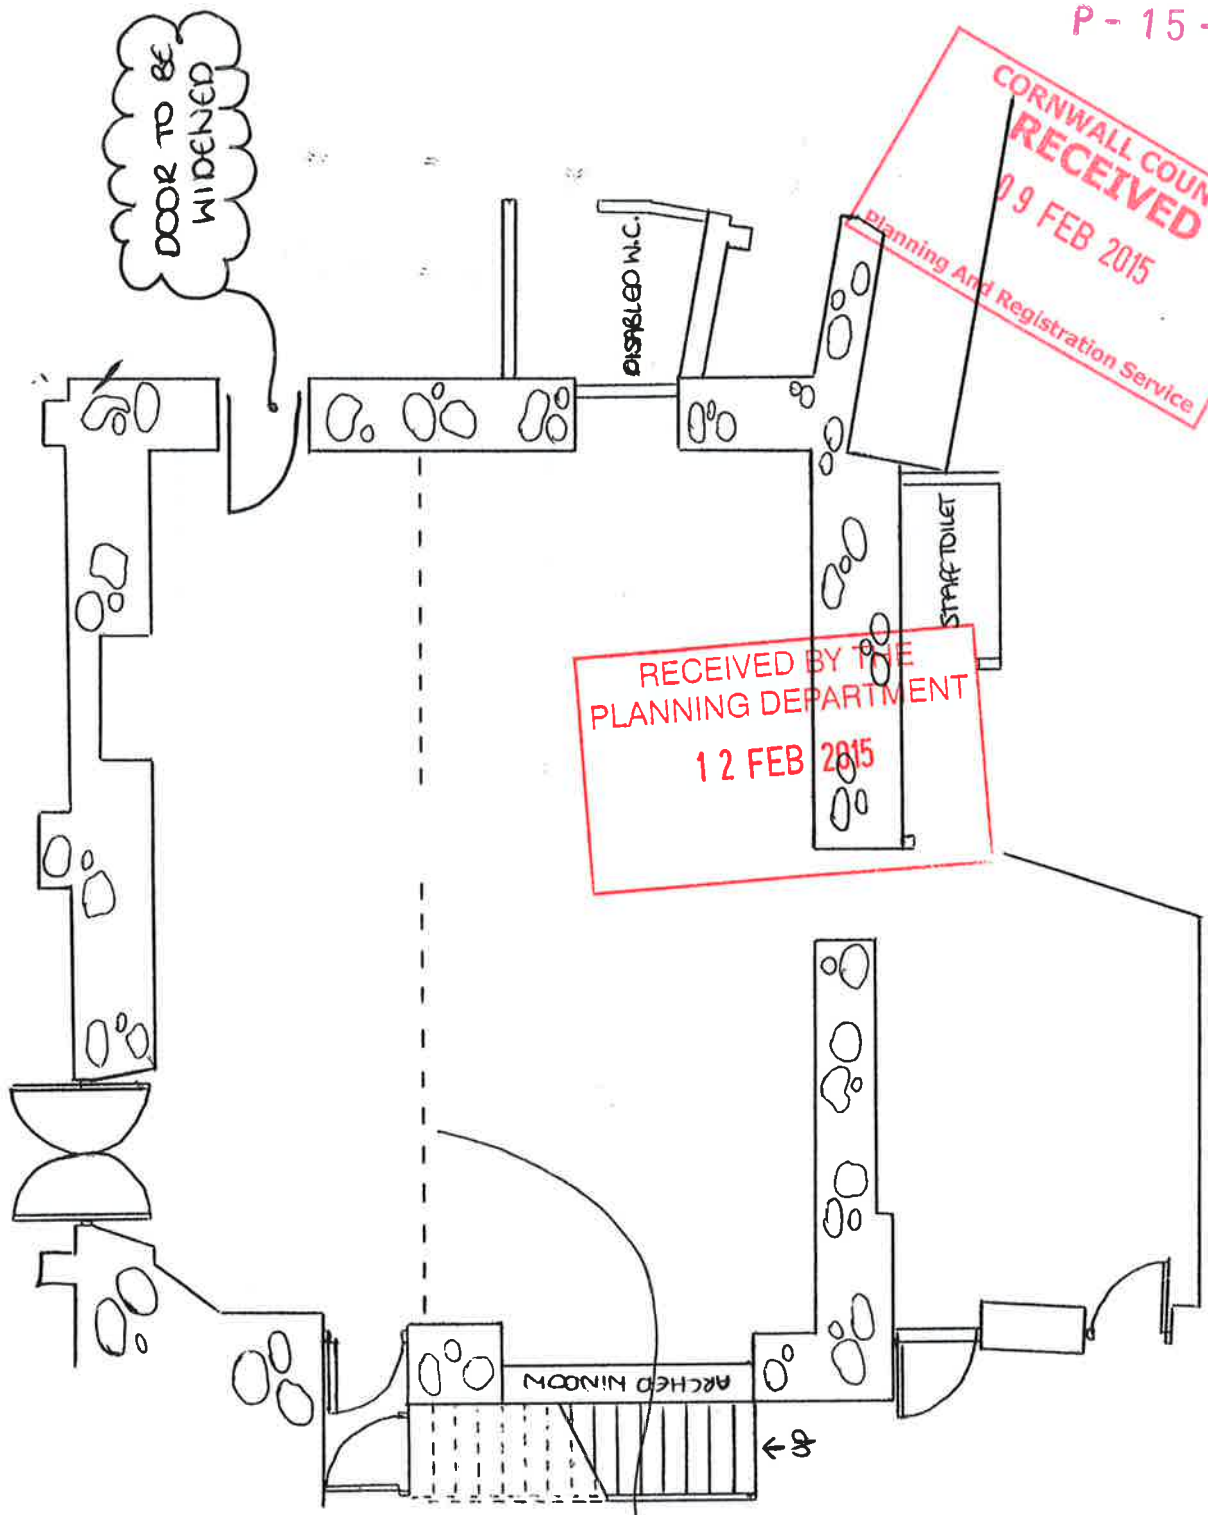 P-15-
CORNWALL COUN
RECEIVED
09 FEB 2015
Planning And Registration Service
DOOR TO BE
WIDENED
DISABLED W.C.
STAFF TOILET
RECEIVED BY THE
PLANNING DEPARTMENT
12 FEB 2015
ARCHED WINDOW
UP